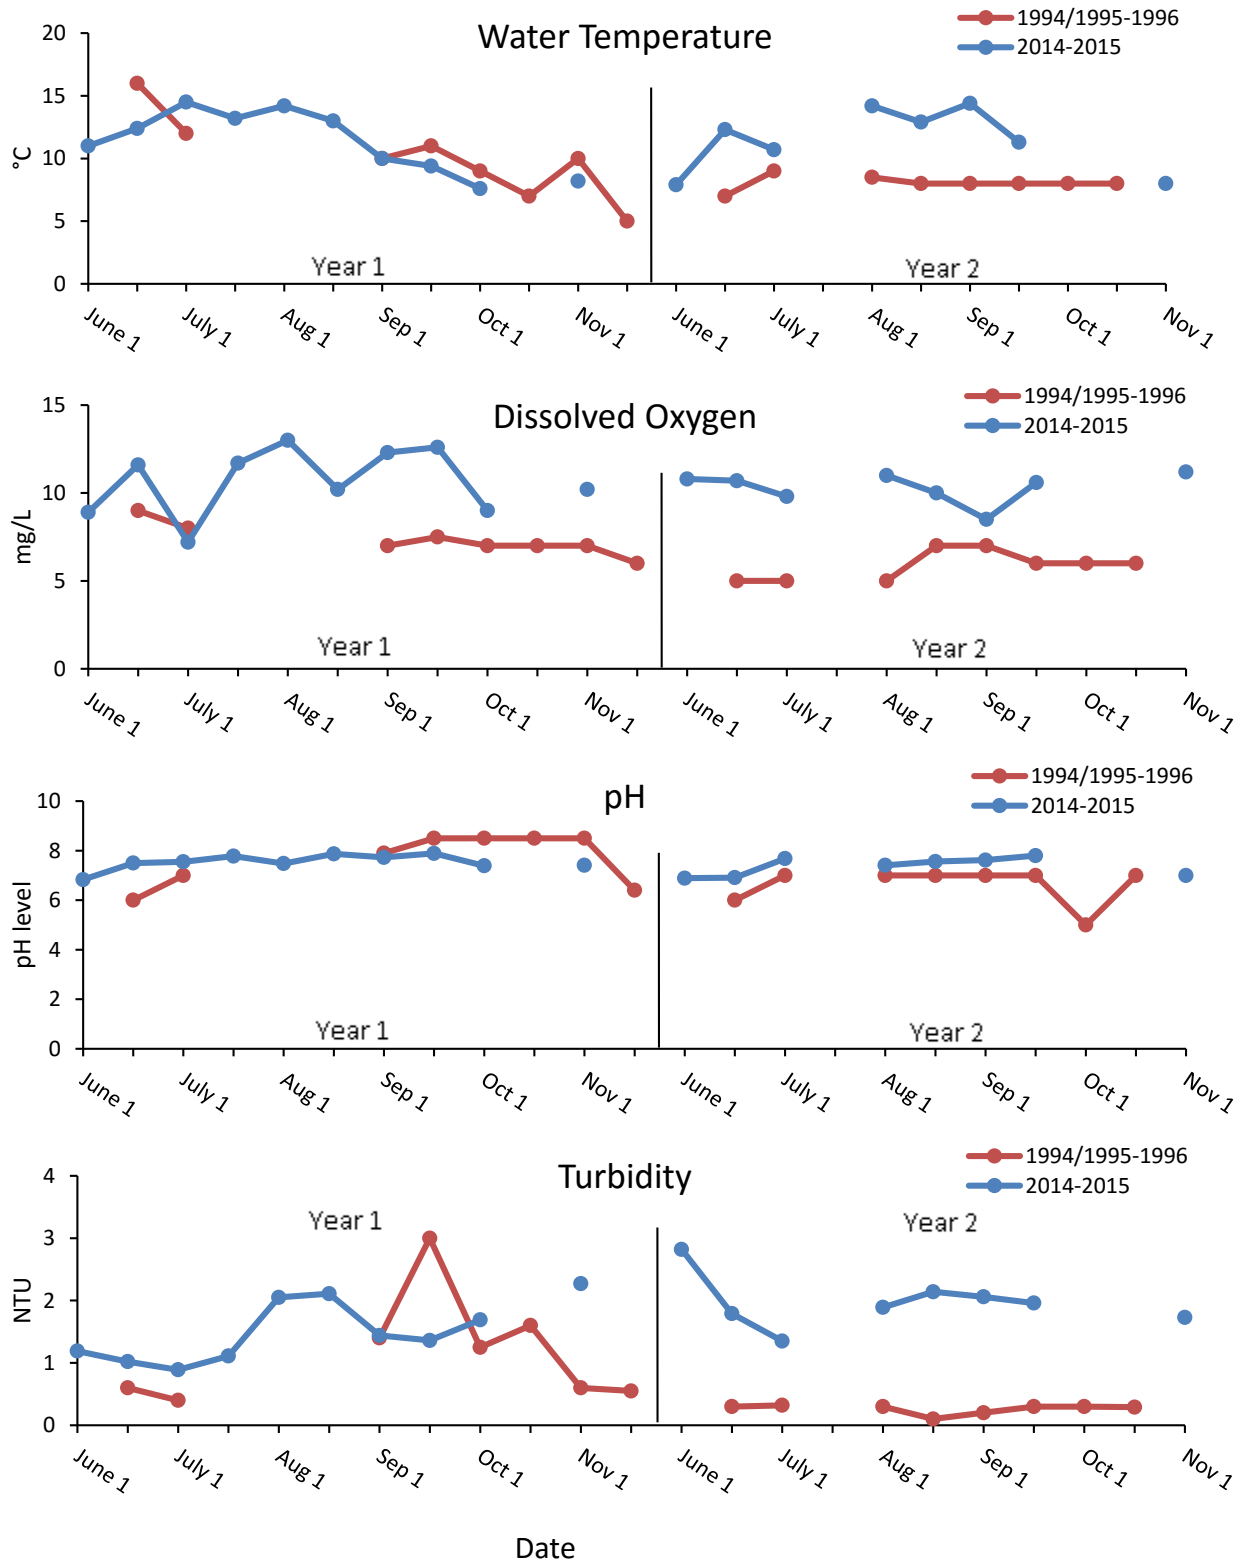 Water Temperature
1994/1995-1996
2014-2015
20
15
10
5
0
°C
Year 1
Year 2
June 1
July 1
Aug 1
Sep 1
Oct 1
Nov 1
June 1
July 1
Aug 1
Sep 1
Oct 1
Nov 1
Dissolved Oxygen
1994/1995-1996
2014-2015
15
10
5
0
mg/L
Year 1
Year 2
June 1
July 1
Aug 1
Sep 1
Oct 1
Nov 1
June 1
July 1
Aug 1
Sep 1
Oct 1
Nov 1
pH
1994/1995-1996
2014-2015
10
8
6
4
2
0
pH level
Year 1
Year 2
June 1
July 1
Aug 1
Sep 1
Oct 1
Nov 1
June 1
July 1
Aug 1
Sep 1
Oct 1
Nov 1
Turbidity
1994/1995-1996
2014-2015
4
3
2
1
0
NTU
Year 1
Year 2
June 1
July 1
Aug 1
Sep 1
Oct 1
Nov 1
June 1
July 1
Aug 1
Sep 1
Oct 1
Nov 1
Date